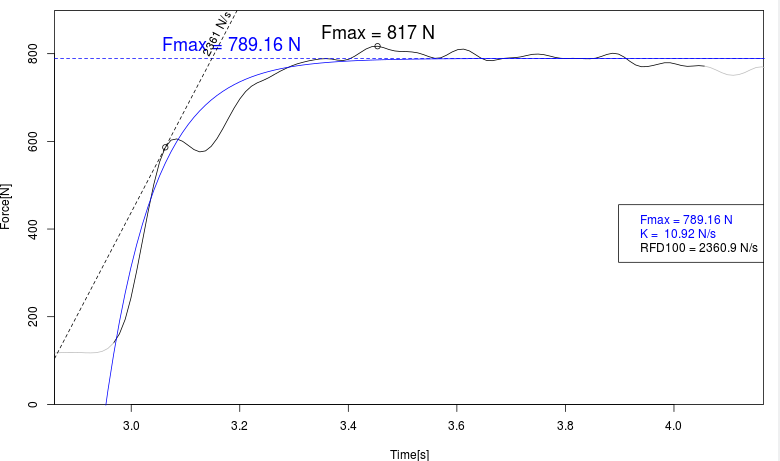 2361 N/s
Fmax = 817 N
Fmax = 789.16 N
800
600
400
200
0
Force[N]
Fmax = 789.16 N
K =  10.92 N/s
RFD100 = 2360.9 N/s
3.0
3.2
3.4
3.6
3.8
4.0
Time[s]